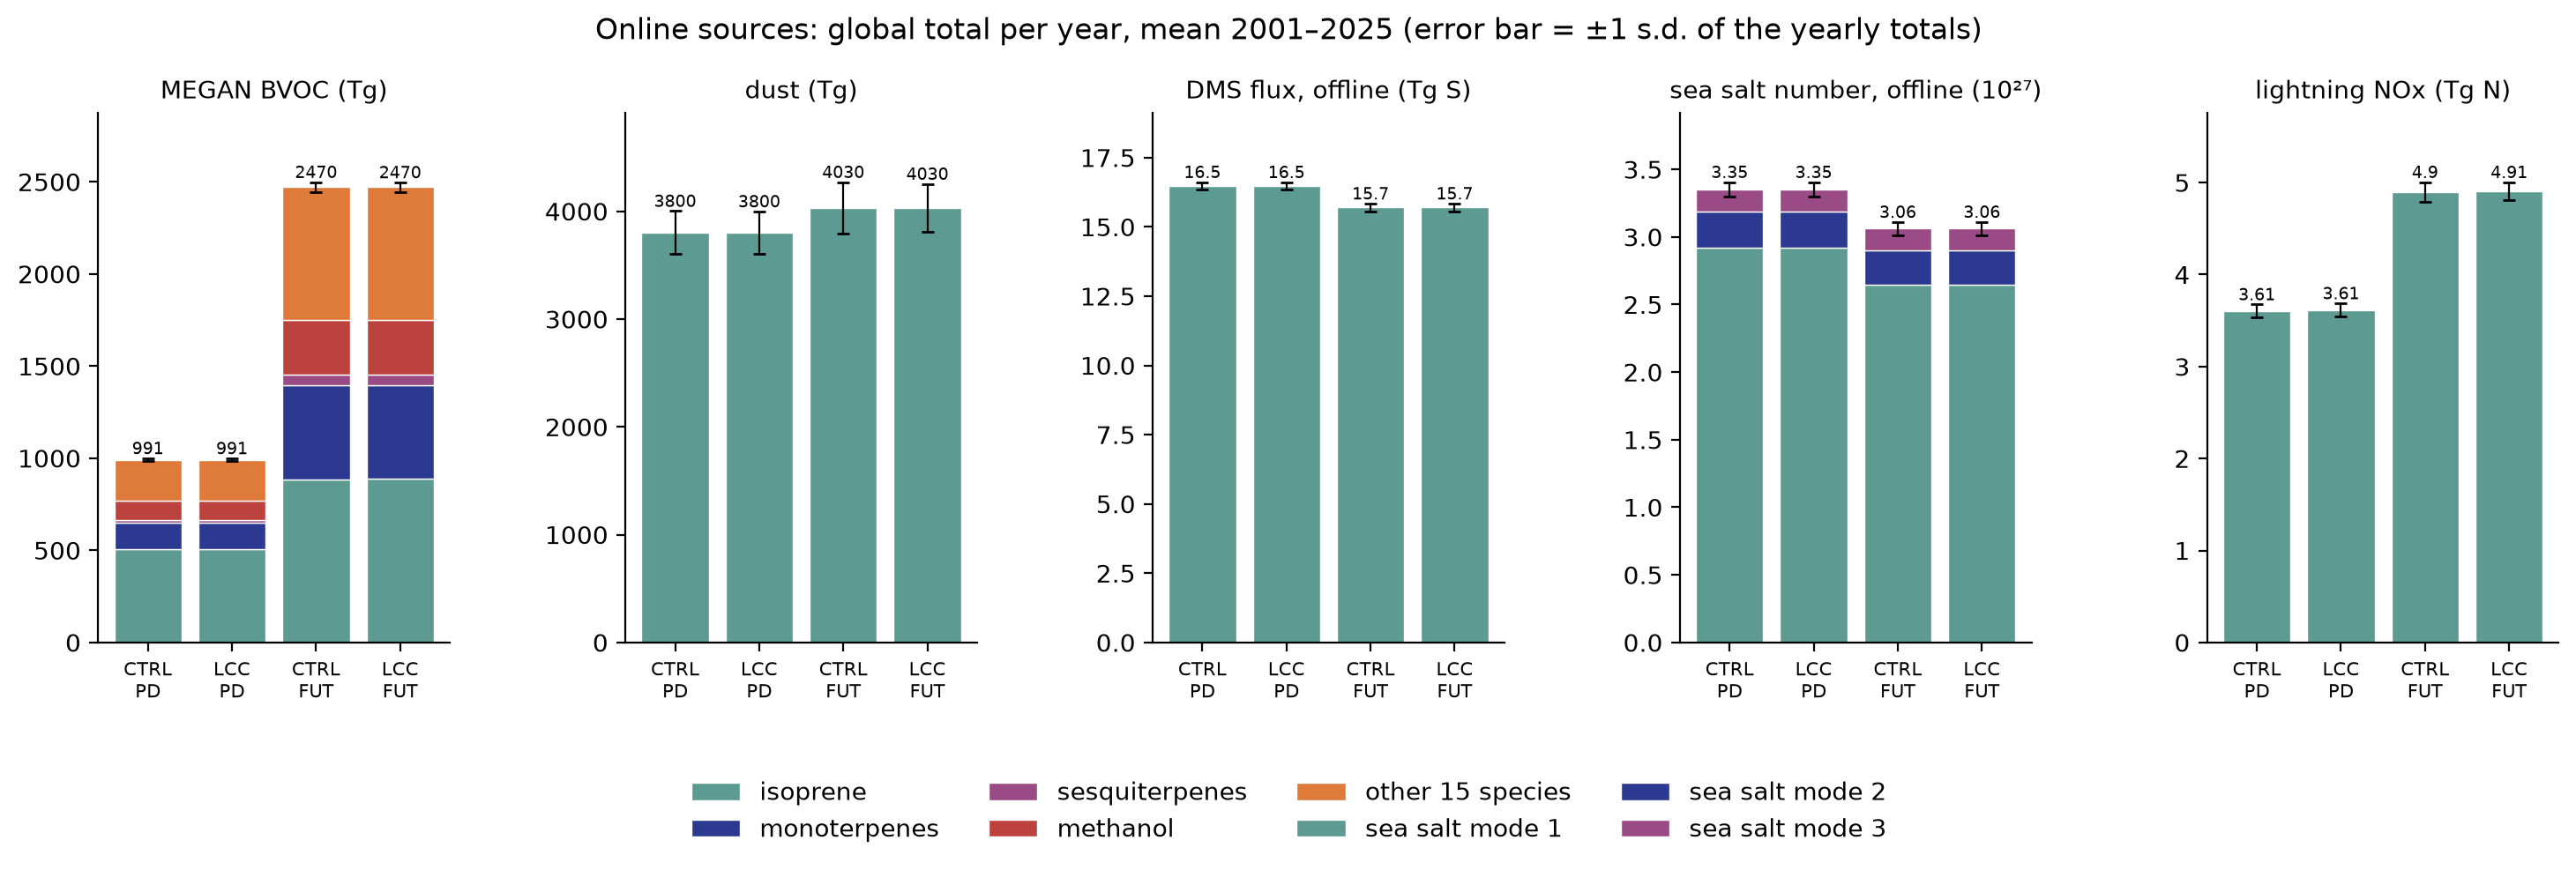 Online sources: global total per year, mean 2001–2025 (error bar = ±1 s.d. of the yearly totals)
MEGAN BVOC (Tg)
2500
2000
1500
1000
500
0
991
991
2470
2470
CTRL PD
LCC PD
CTRL FUT
LCC FUT
dust (Tg)
4000
3000
2000
1000
0
3800
3800
4030
4030
CTRL PD
LCC PD
CTRL FUT
LCC FUT
DMS flux, offline (Tg S)
17.5
15.0
12.5
10.0
7.5
5.0
2.5
0.0
16.5
16.5
15.7
15.7
CTRL PD
LCC PD
CTRL FUT
LCC FUT
sea salt number, offline (10²⁷)
3.5
3.0
2.5
2.0
1.5
1.0
0.5
0.0
3.35
3.35
3.06
3.06
CTRL PD
LCC PD
CTRL FUT
LCC FUT
lightning NOx (Tg N)
5
4
3
2
1
0
3.61
3.61
4.9
4.91
CTRL PD
LCC PD
CTRL FUT
LCC FUT
isoprene
monoterpenes
sesquiterpenes
methanol
other 15 species
sea salt mode 1
sea salt mode 2
sea salt mode 3